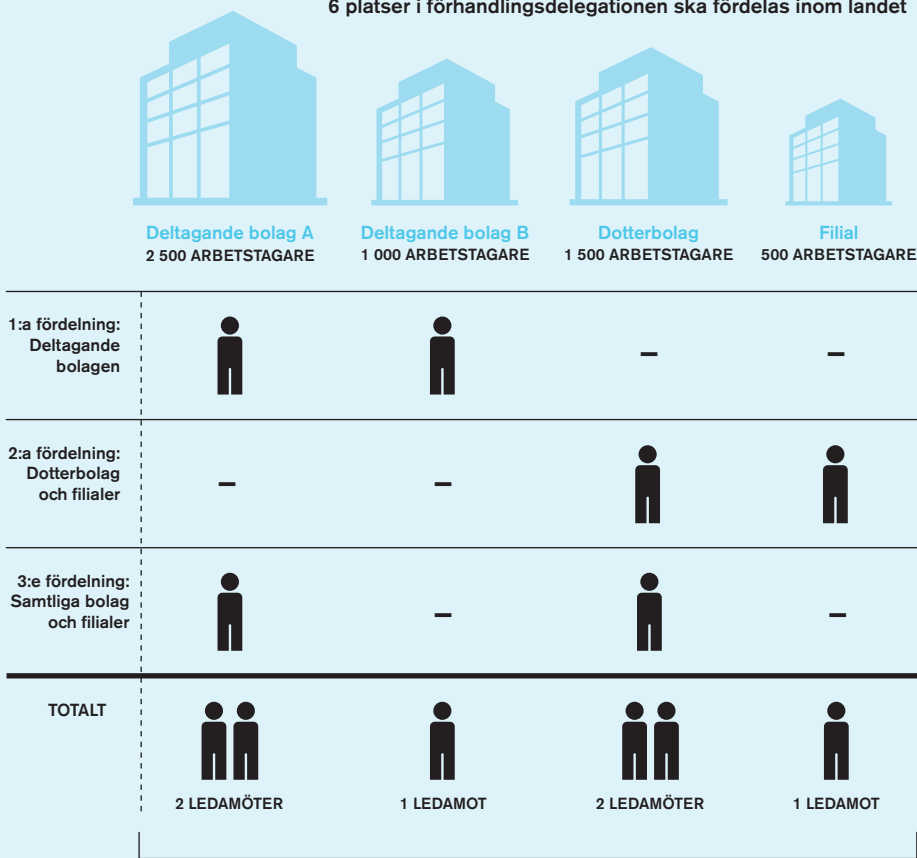 6 platser i förhandlingsdelegationen ska fördelas inom landet
Deltagande bolag A
2 500 ARBETSTAGARE
Deltagande bolag B
1 000 ARBETSTAGARE
Dotterbolag
1 500 ARBETSTAGARE
Filial
500 ARBETSTAGARE
1:a fördelning:
Deltagande
bolagen
–
–
2:a fördelning:
Dotterbolag
och filialer
–
–
3:e fördelning:
Samtliga bolag
och filialer
–
–
TOTALT
2 LEDAMÖTER
1 LEDAMOT
2 LEDAMÖTER
1 LEDAMOT